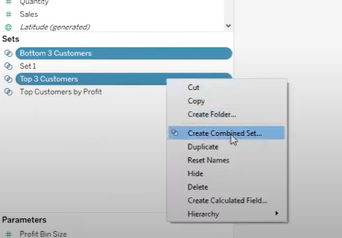 Quantity
Sales
Latitude (generated)
Sets
Bottom 3 Customers
Set 1
Top 3 Customers
Top Customers by Profit
Cut
Copy
Create Folder...
Create Combined Set...
Duplicate
Reset Names
Hide
Delete
Create Calculated Field...
Hierarchy
Parameters
Profit Bin Size